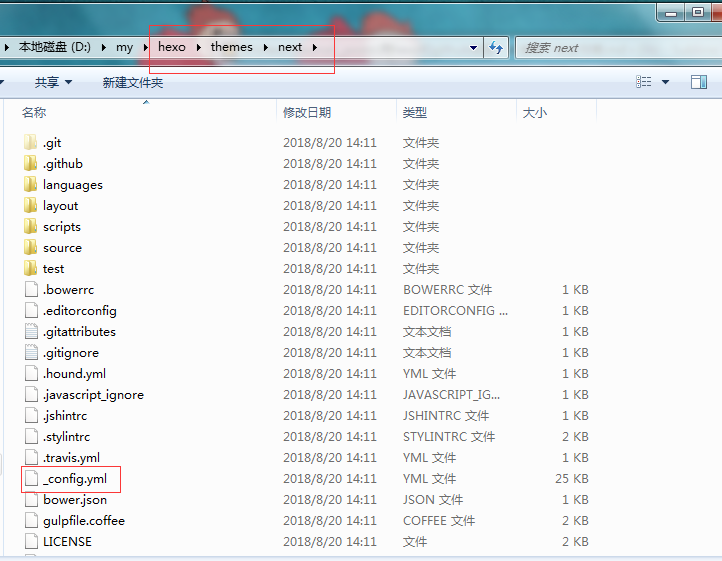 本地磁盘 (D:) my hexo themes next 搜索 next
共享 新建文件夹
名称 修改日期 类型 大小
.git 2018/8/20 14:11 文件夹
.github 2018/8/20 14:11 文件夹
languages 2018/8/20 14:11 文件夹
layout 2018/8/20 14:11 文件夹
scripts 2018/8/20 14:11 文件夹
source 2018/8/20 14:11 文件夹
test 2018/8/20 14:11 文件夹
.bowerrc 2018/8/20 14:11 BOWERRC 文件 1 KB
.editorconfig 2018/8/20 14:11 EDITORCONFIG ... 1 KB
.gitattributes 2018/8/20 14:11 文本文档 1 KB
.gitignore 2018/8/20 14:11 文本文档 1 KB
.hound.yml 2018/8/20 14:11 YML 文件 1 KB
.javascript_ignore 2018/8/20 14:11 JAVASCRIPT_IG... 1 KB
.jshintrc 2018/8/20 14:11 JSHINTRC 文件 1 KB
.stylintrc 2018/8/20 14:11 STYLINTRC 文件 2 KB
.travis.yml 2018/8/20 14:11 YML 文件 1 KB
_config.yml 2018/8/20 14:11 YML 文件 25 KB
bower.json 2018/8/20 14:11 JSON 文件 1 KB
gulpfile.coffee 2018/8/20 14:11 COFFEE 文件 2 KB
LICENSE 2018/8/20 14:11 文件 2 KB